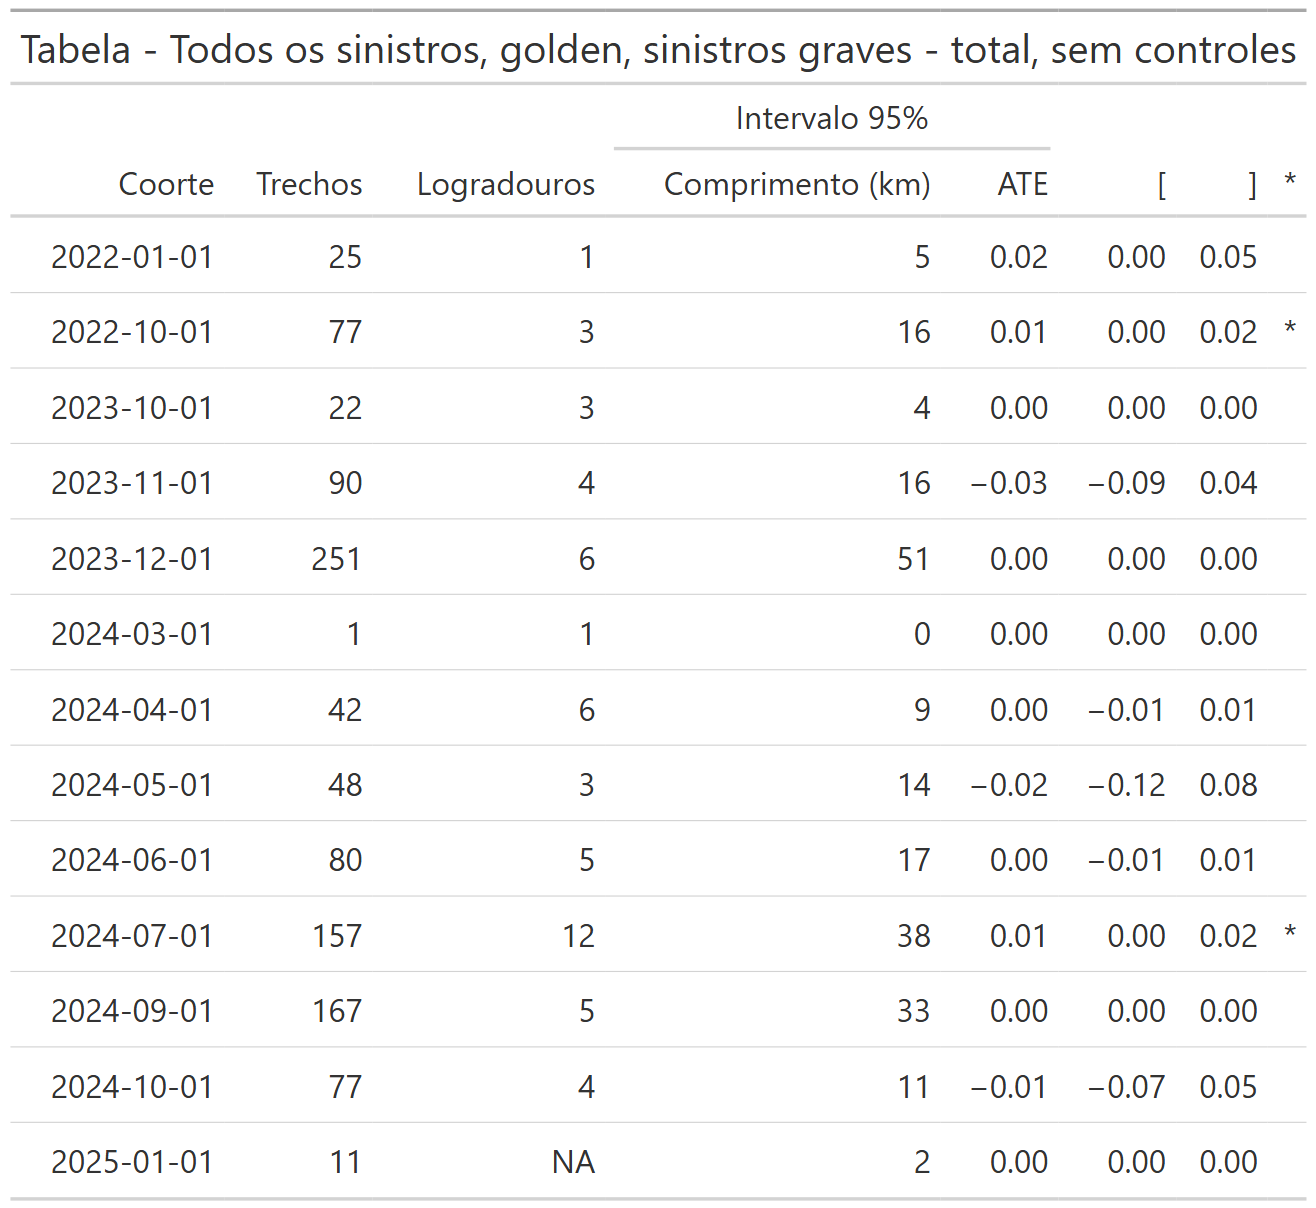 Tabela - Todos os sinistros, golden, sinistros graves - total, sem controles
Intervalo 95%
Coorte Trechos Logradouros Comprimento (km) ATE [ ] *
2022-01-01 25 1 5 0.02 0.00 0.05
2022-10-01 77 3 16 0.01 0.00 0.02 *
2023-10-01 22 3 4 0.00 0.00 0.00
2023-11-01 90 4 16 −0.03 −0.09 0.04
2023-12-01 251 6 51 0.00 0.00 0.00
2024-03-01 1 1 0 0.00 0.00 0.00
2024-04-01 42 6 9 0.00 −0.01 0.01
2024-05-01 48 3 14 −0.02 −0.12 0.08
2024-06-01 80 5 17 0.00 −0.01 0.01
2024-07-01 157 12 38 0.01 0.00 0.02 *
2024-09-01 167 5 33 0.00 0.00 0.00
2024-10-01 77 4 11 −0.01 −0.07 0.05
2025-01-01 11 NA 2 0.00 0.00 0.00